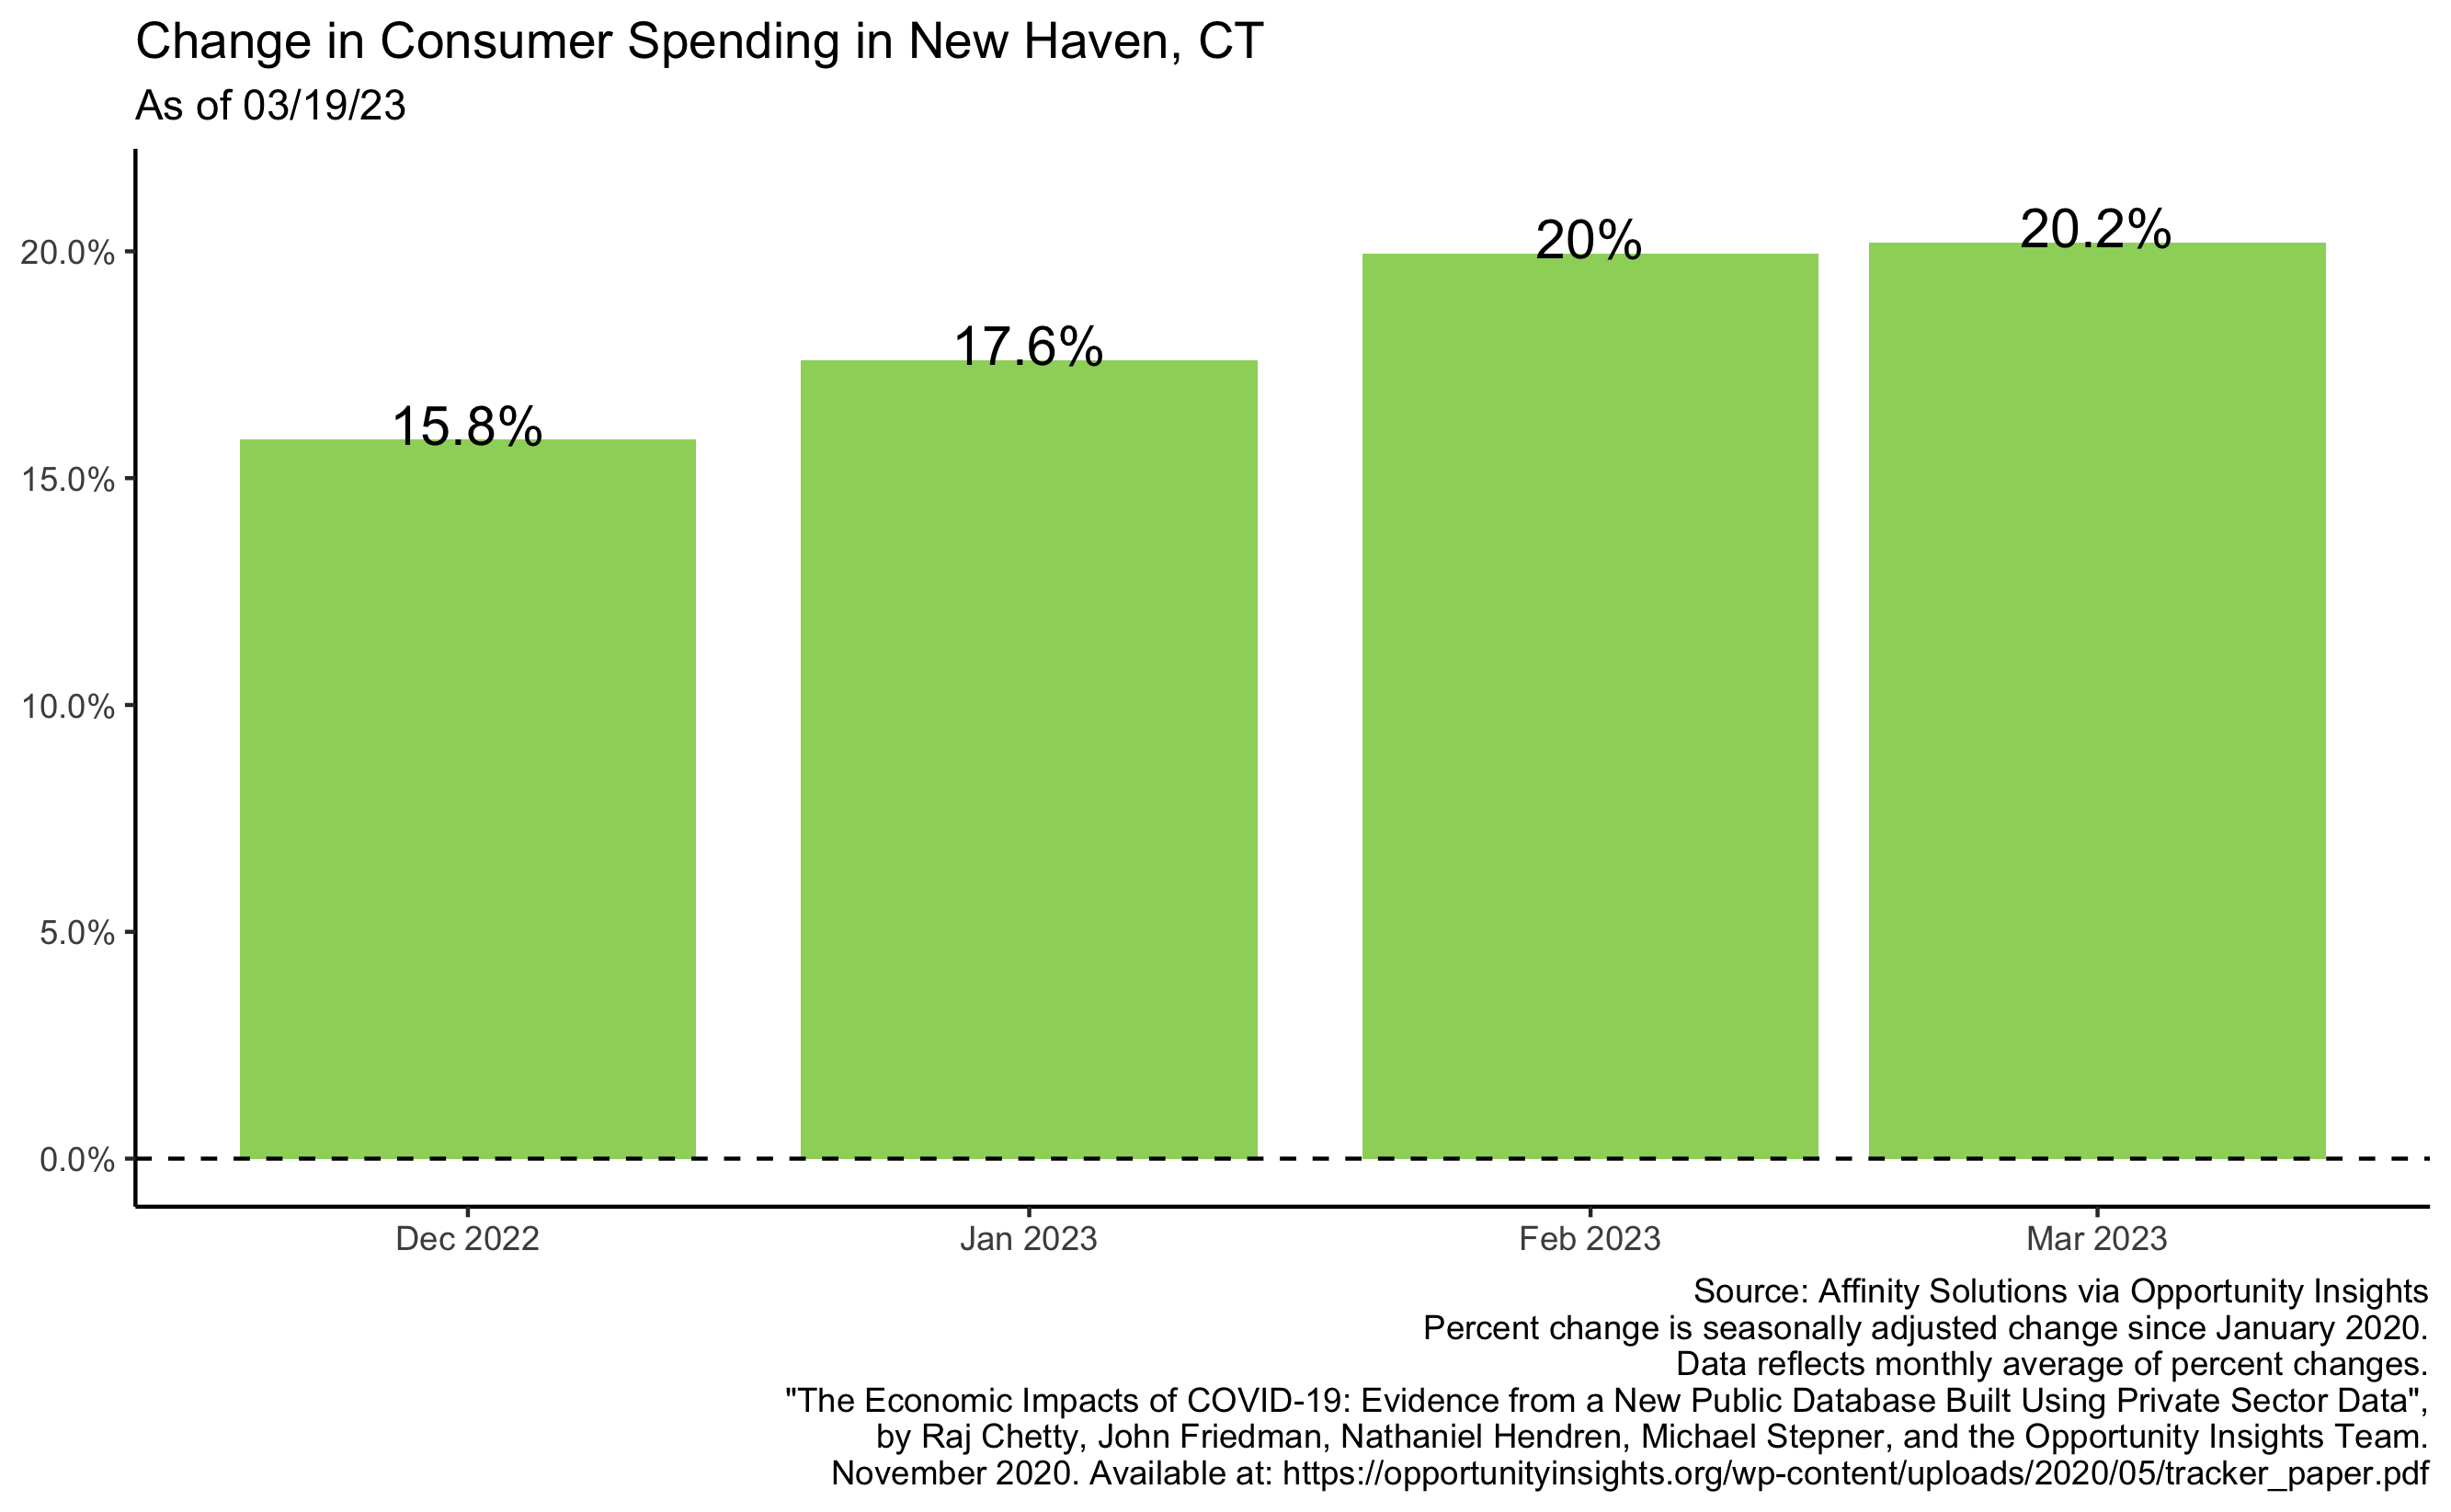 Change in Consumer Spending in New Haven, CT
As of 03/19/23
20.0%
15.0%
10.0%
5.0%
0.0%
15.8%
17.6%
20%
20.2%
Dec 2022
Jan 2023
Feb 2023
Mar 2023
Source: Affinity Solutions via Opportunity Insights
Percent change is seasonally adjusted change since January 2020.
Data reflects monthly average of percent changes.
"The Economic Impacts of COVID-19: Evidence from a New Public Database Built Using Private Sector Data",
by Raj Chetty, John Friedman, Nathaniel Hendren, Michael Stepner, and the Opportunity Insights Team.
November 2020. Available at: https://opportunityinsights.org/wp-content/uploads/2020/05/tracker_paper.pdf